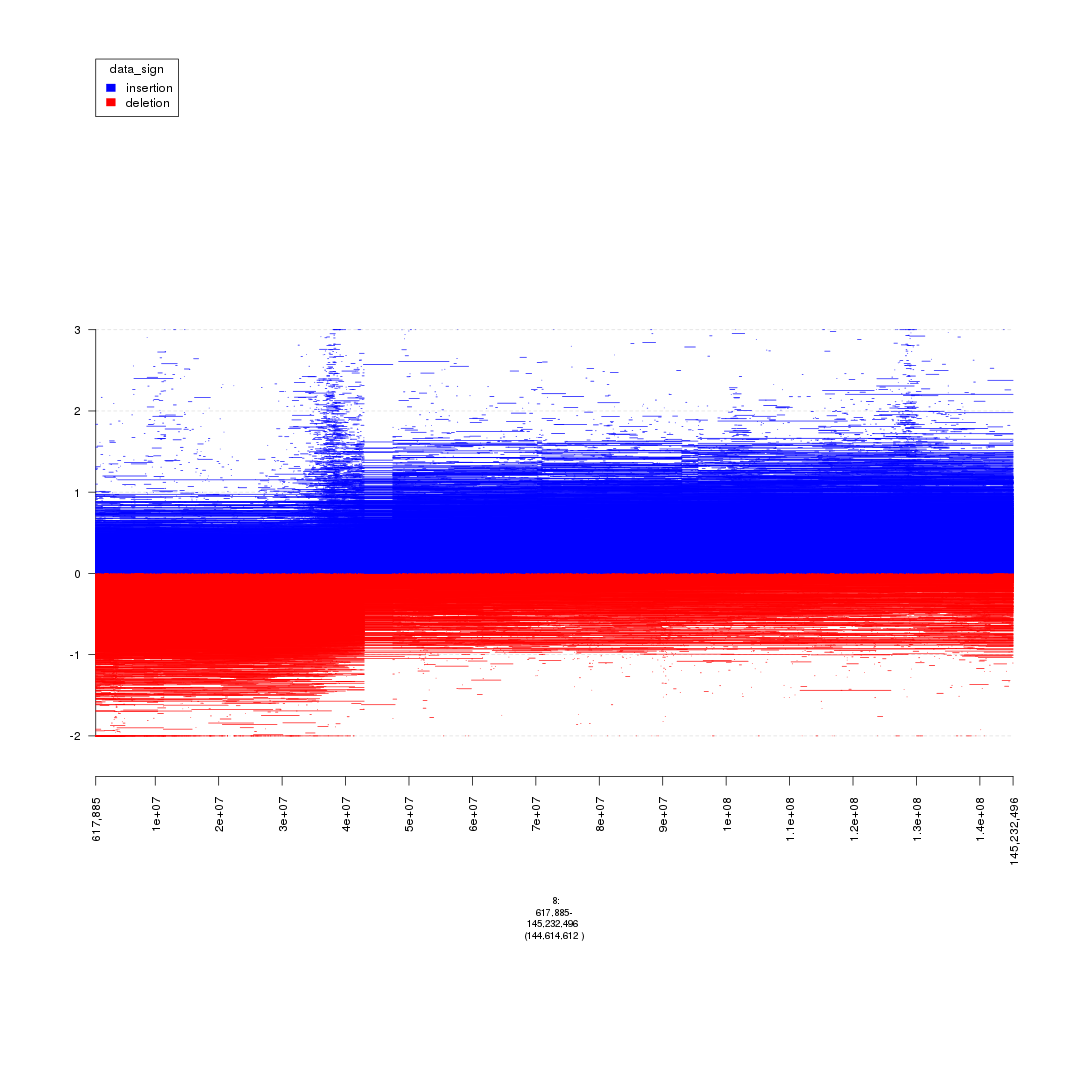 data_sign
insertion
deletion
3
2
1
0
-1
-2
617,885
1e+07
2e+07
3e+07
4e+07
5e+07
6e+07
7e+07
8e+07
9e+07
1e+08
1.1e+08
1.2e+08
1.3e+08
1.4e+08
145,232,496
8:
617,885-
145,232,496
(144,614,612 )